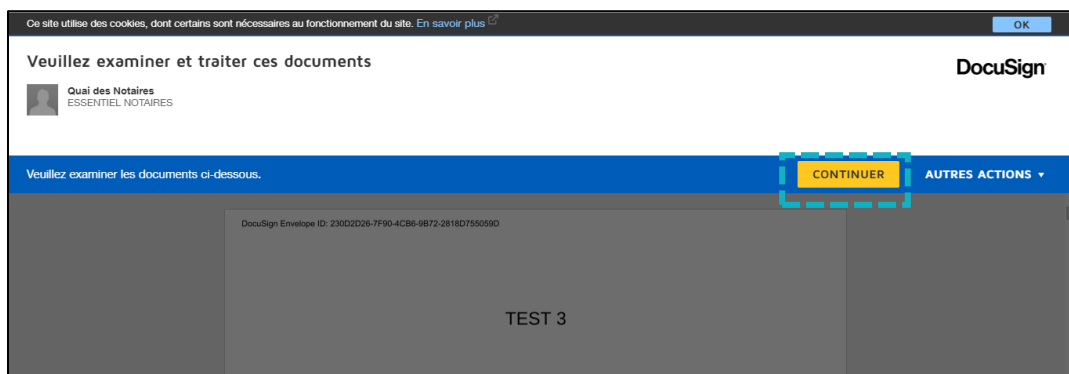 Ce site utilise des cookies, dont certains sont nécessaires au fonctionnement du site. En savoir plus
OK
Veuillez examiner et traiter ces documents
DocuSign
Quai des Notaires
ESSENTIEL NOTAIRES
Veuillez examiner les documents ci-dessous.
CONTINUER
AUTRES ACTIONS
DocuSign Envelope ID: 230D2D26-7F90-4CB6-9B72-2818D755059D
TEST 3